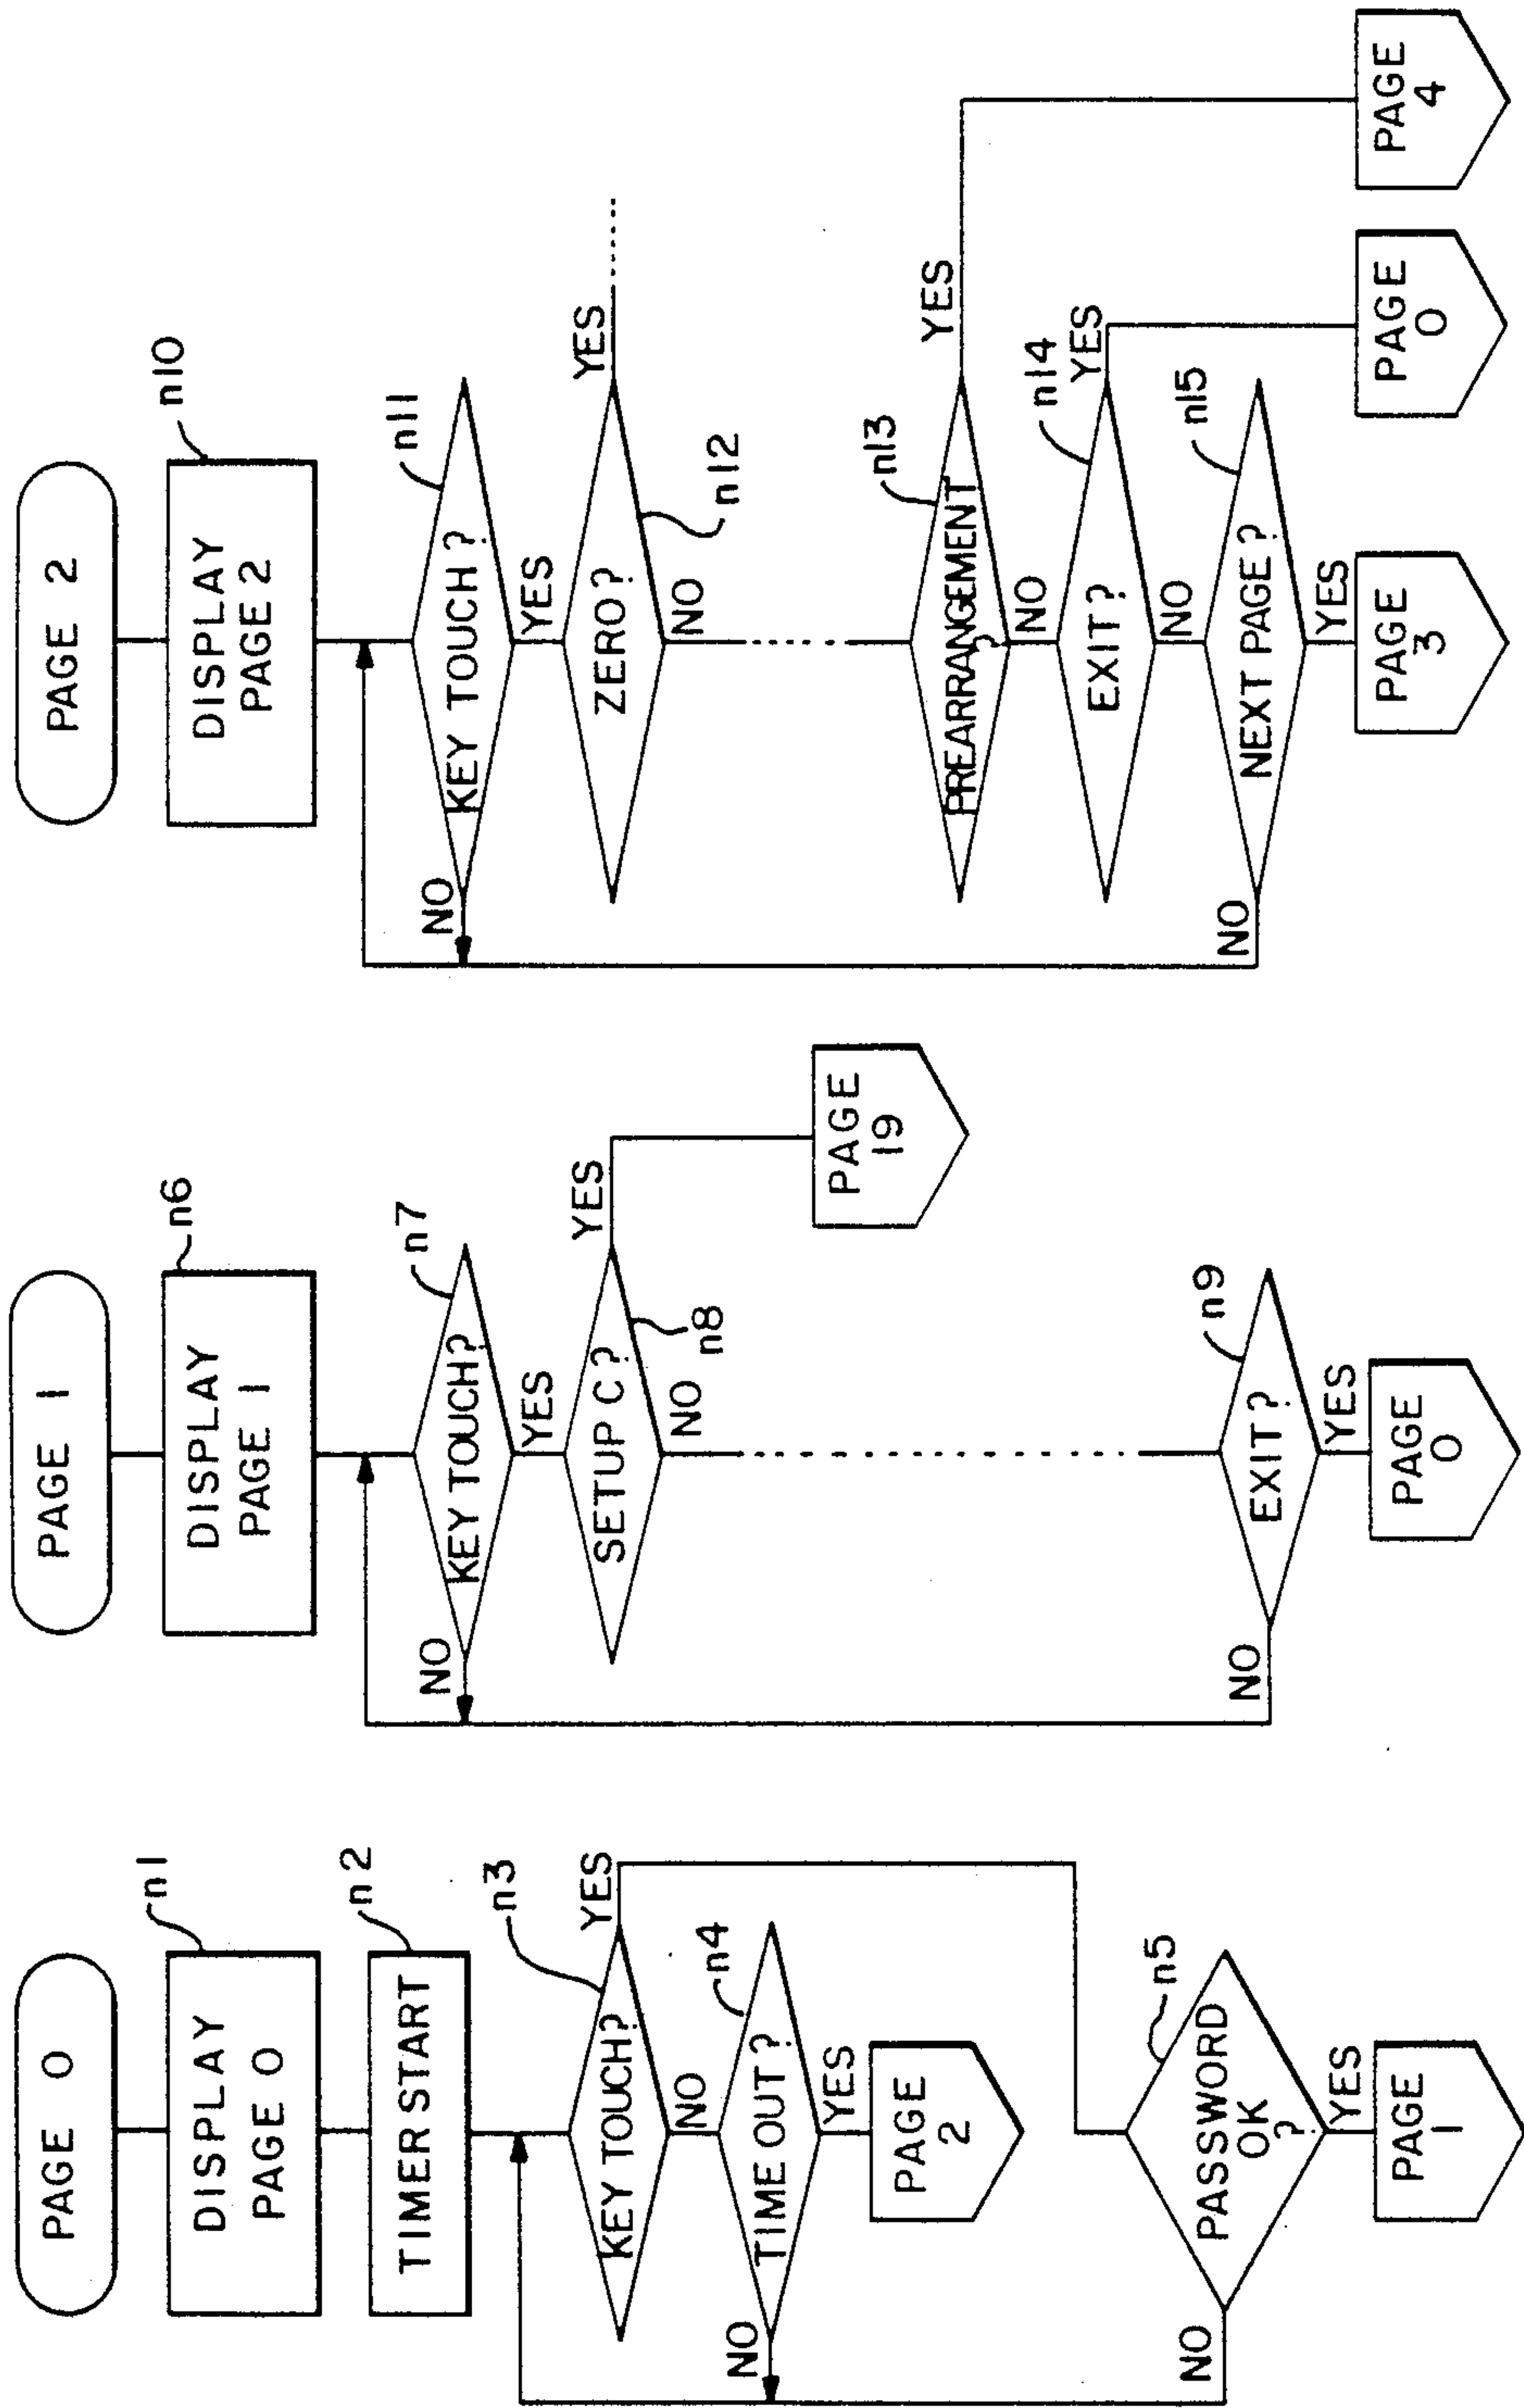 PAGE 0
DISPLAY
PAGE 0
n1
TIMER START
n2
KEY TOUCH?
n3
YES
NO
TIME OUT?
n4
NO
YES
PAGE
2
PASSWORD
OK
?
n5
NO
YES
PAGE
1
PAGE 1
DISPLAY
PAGE 1
n6
KEY TOUCH?
n7
NO
YES
SETUP C?
n8
YES
NO
PAGE
19
EXIT?
n9
NO
YES
PAGE
0
PAGE 2
DISPLAY
PAGE 2
n10
KEY TOUCH?
n11
NO
YES
ZERO?
n12
YES
NO
PREARRANGEMENT
?
n13
YES
NO
EXIT?
n14
YES
NO
NEXT PAGE?
n15
NO
YES
PAGE
3
PAGE
0
PAGE
4